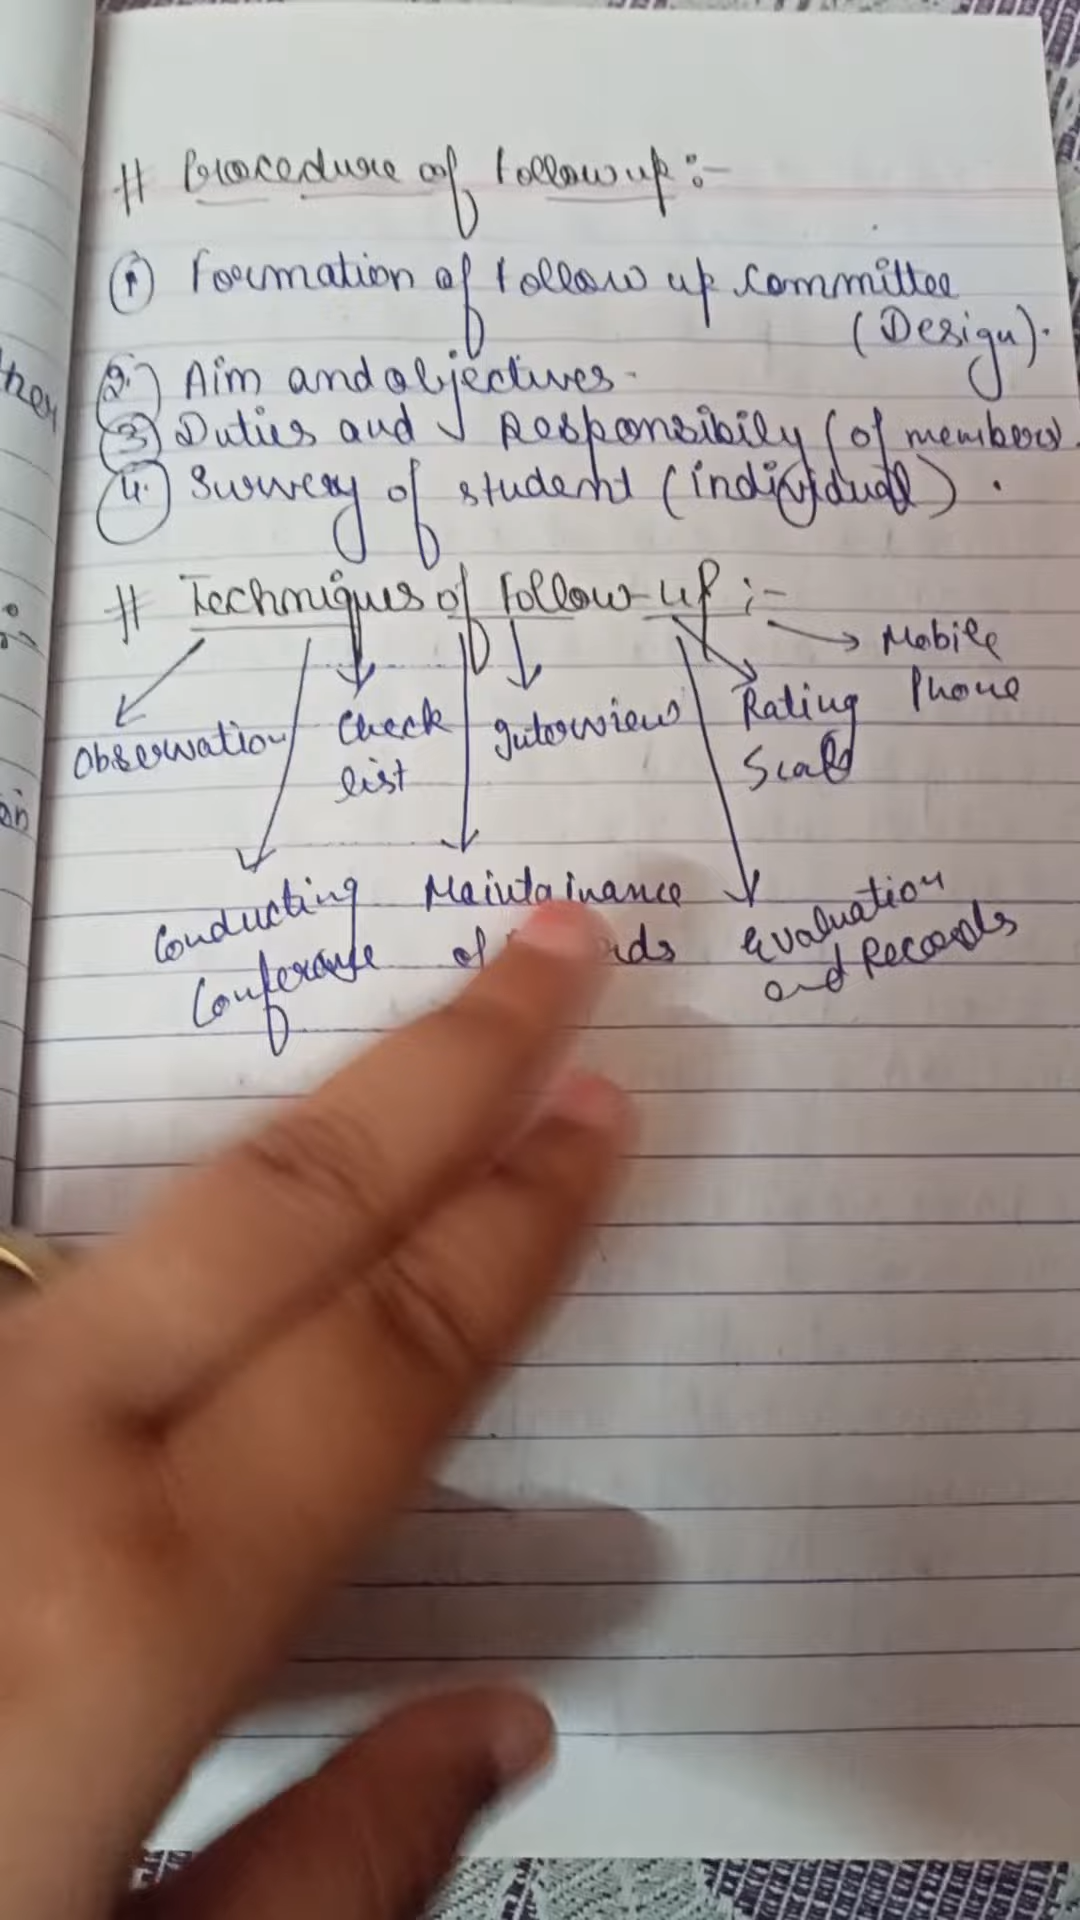 # Procedure of follow up :-
① Formation of follow up committee
(Design).
②. Aim and objectives.
③ Duties and Responsibily (of members).
④. Survery of student (individual).
# Techniques of follow-up :-
Mobile
Phone
Observation
Check
list
Interview
Rating
Scale
Conducting
Conferance
Maintainance
of
Evaluation
and Records